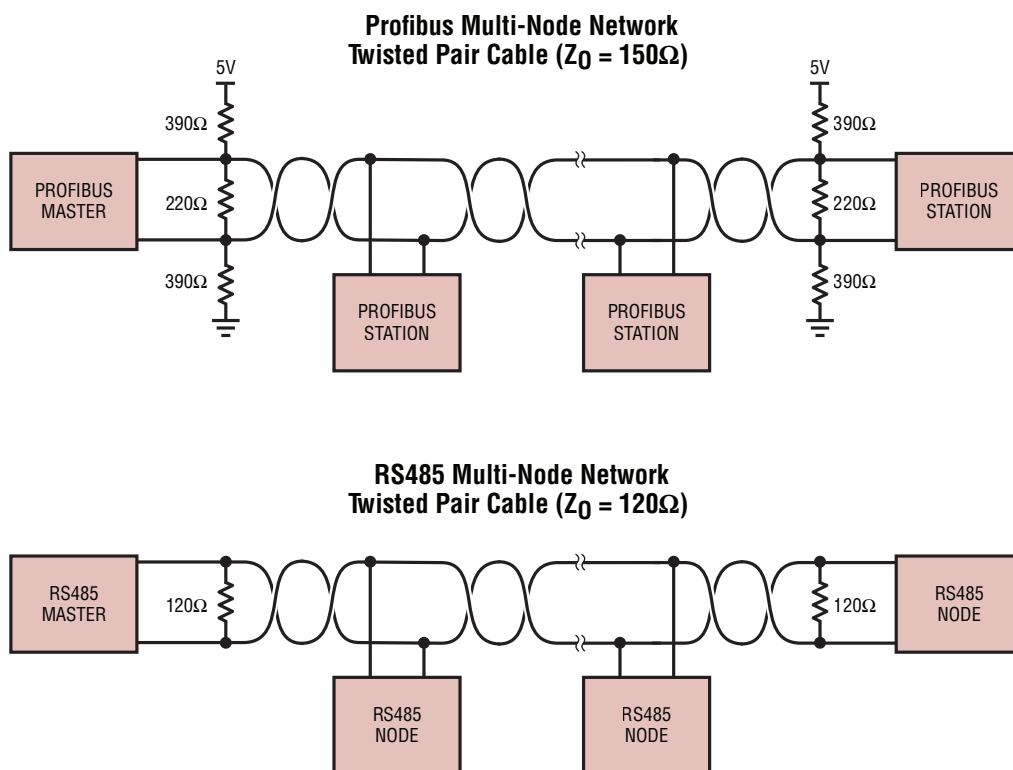 Profibus Multi-Node Network
Twisted Pair Cable (Z0 = 150Ω)
5V
5V
390Ω
390Ω
PROFIBUS
MASTER
220Ω
220Ω
PROFIBUS
STATION
390Ω
390Ω
PROFIBUS
STATION
PROFIBUS
STATION
RS485 Multi-Node Network
Twisted Pair Cable (Z0 = 120Ω)
RS485
MASTER
120Ω
120Ω
RS485
NODE
RS485
NODE
RS485
NODE